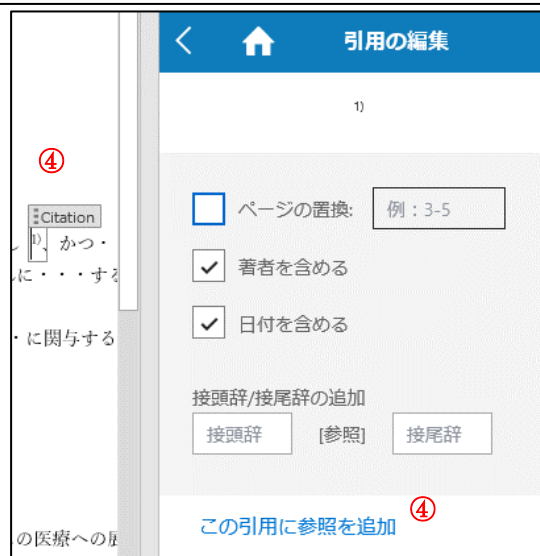 ④
Citation
し 1)、かつ・
に・・・する
・に関与する
の医療への展
引用の編集
1)
ページの置換: 例：3-5
著者を含める
日付を含める
接頭辞/接尾辞の追加
接頭辞 [参照] 接尾辞
この引用に参照を追加 ④